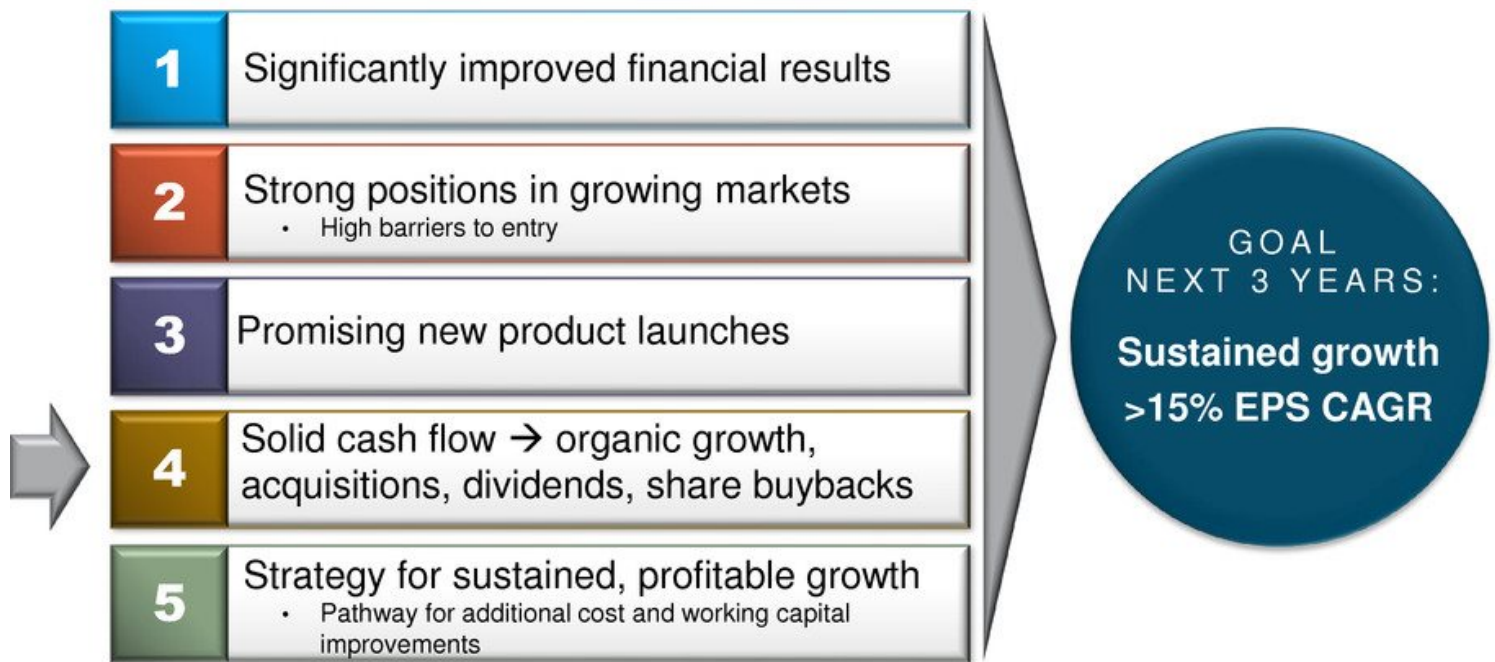 1
Significantly improved financial results
2
Strong positions in growing markets
• High barriers to entry
3
Promising new product launches
4
Solid cash flow → organic growth,
acquisitions, dividends, share buybacks
5
Strategy for sustained, profitable growth
• Pathway for additional cost and working capital
improvements
GOAL
NEXT 3 YEARS:
Sustained growth
>15% EPS CAGR